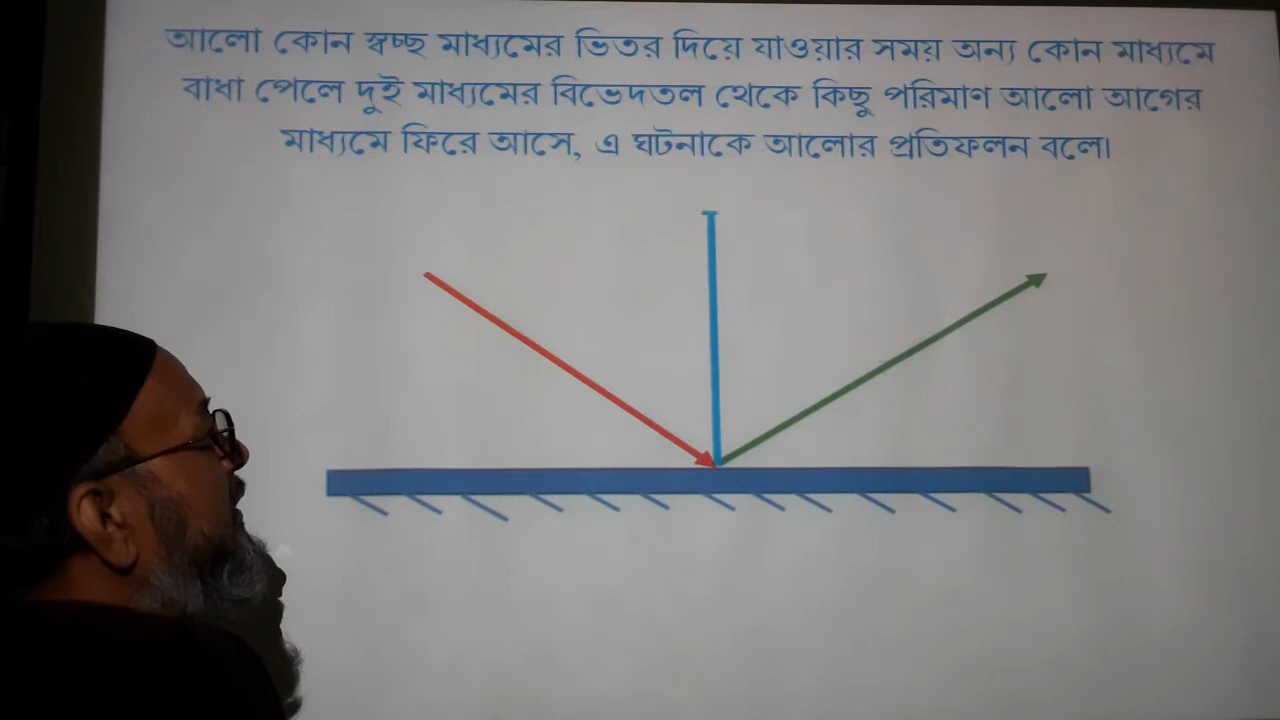 আলো কোন স্বচ্ছ মাধ্যমের ভিতর দিয়ে যাওয়ার সময় অন্য কোন মাধ্যমে
বাধা পেলে দুই মাধ্যমের বিভেদতল থেকে কিছু পরিমাণ আলো আগের
মাধ্যমে ফিরে আসে, এ ঘটনাকে আলোর প্রতিফলন বলে।